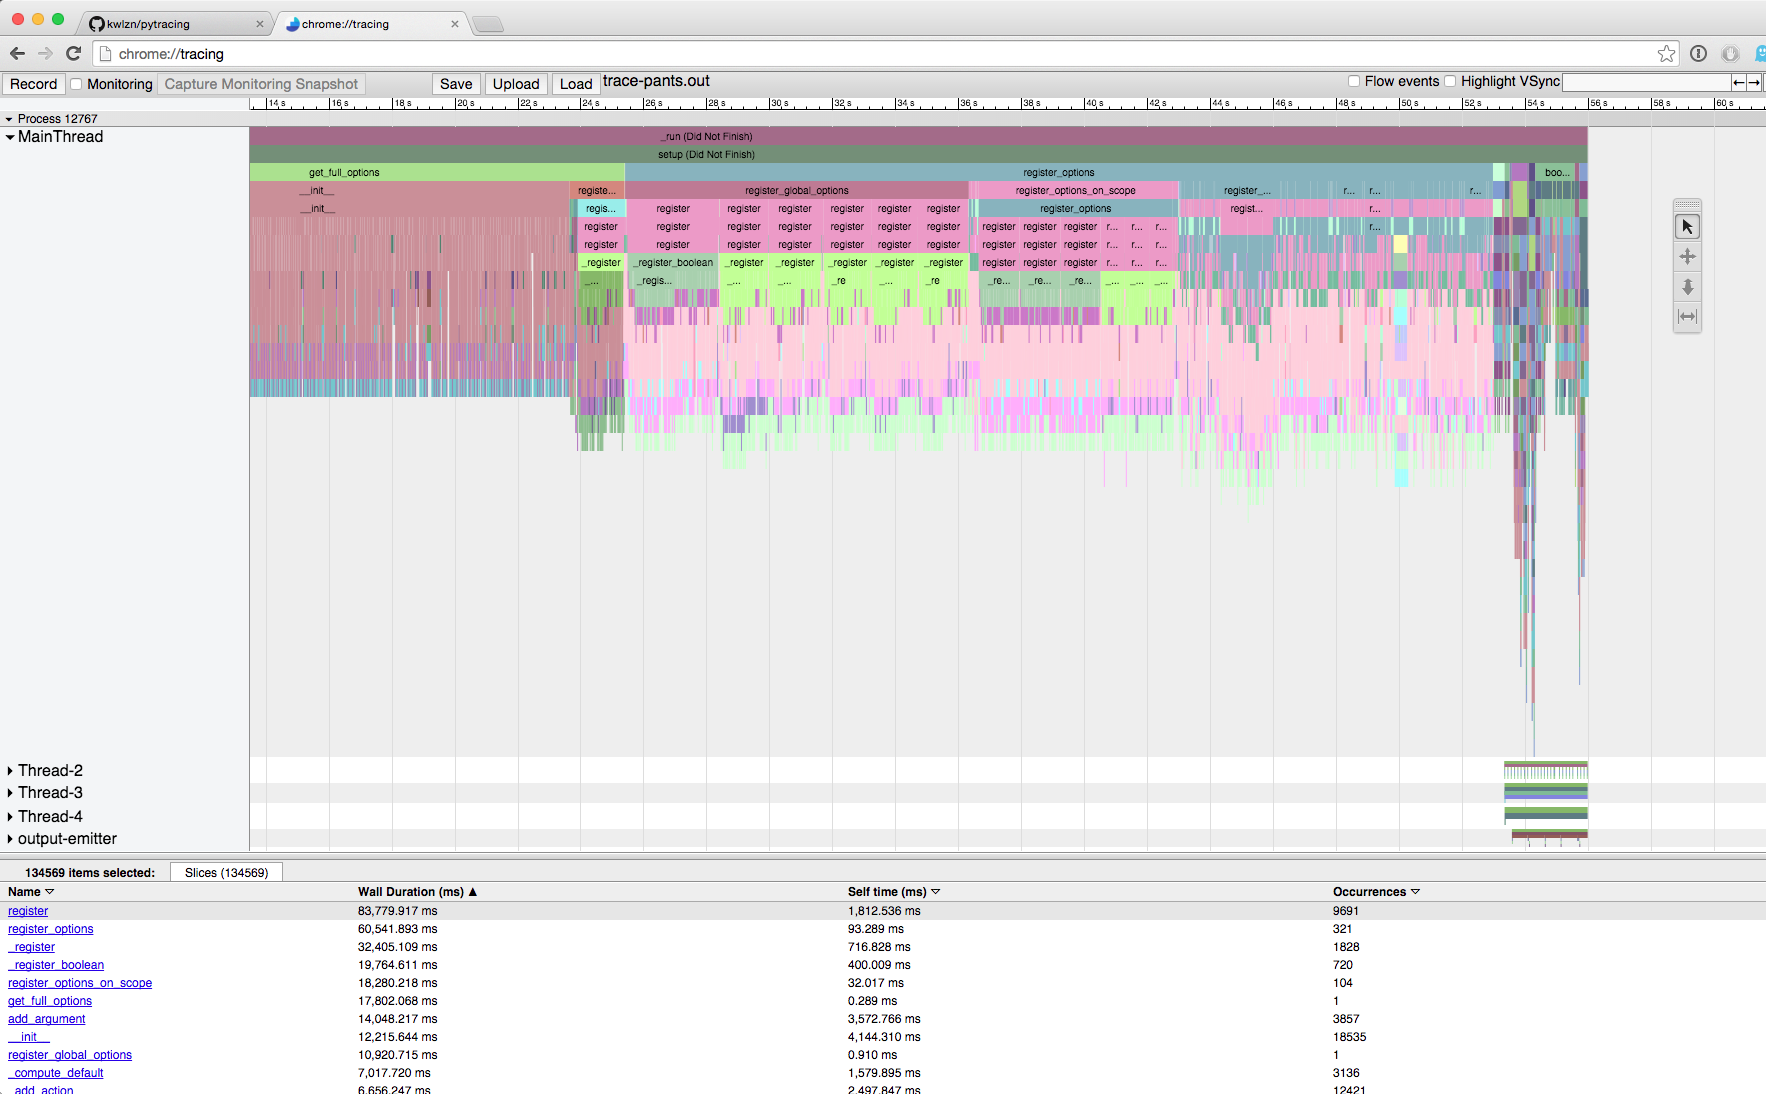 kwlzn/pytracing
chrome://tracing
chrome://tracing
Record Monitoring Capture Monitoring Snapshot Save Upload Load trace-pants.out Flow events Highlight VSync ← →
14 s 16 s 18 s 20 s 22 s 24 s 26 s 28 s 30 s 32 s 34 s 36 s 38 s 40 s 42 s 44 s 46 s 48 s 50 s 52 s 54 s 56 s 58 s 60 s
Process 12767
MainThread
_run (Did Not Finish)
setup (Did Not Finish)
get_full_options register_options boo...
__init__ registe... register_global_options register_options_on_scope register_... r... r... r...
__init__ regis... register register register register register register register_options regist... r...
register register register register register register register register register register r... r... r... r...
register register register register register register register register register register r... r... r...
_register _register_boolean _register _register _register _register _register register register register r... r... r...
_... _regis... _... _... _re _... _re _re... _re... _re... _... _... _...
Thread-2
Thread-3
Thread-4
output-emitter
134569 items selected: Slices (134569)
Name Wall Duration (ms) Self time (ms) Occurrences
register 83,779.917 ms 1,812.536 ms 9691
register_options 60,541.893 ms 93.289 ms 321
_register 32,405.109 ms 716.828 ms 1828
_register_boolean 19,764.611 ms 400.009 ms 720
register_options_on_scope 18,280.218 ms 32.017 ms 104
get_full_options 17,802.068 ms 0.289 ms 1
add_argument 14,048.217 ms 3,572.766 ms 3857
__init__ 12,215.644 ms 4,144.310 ms 18535
register_global_options 10,920.715 ms 0.910 ms 1
_compute_default 7,017.720 ms 1,579.895 ms 3136
_add_action 6,656.247 ms 2,497.847 ms 12421